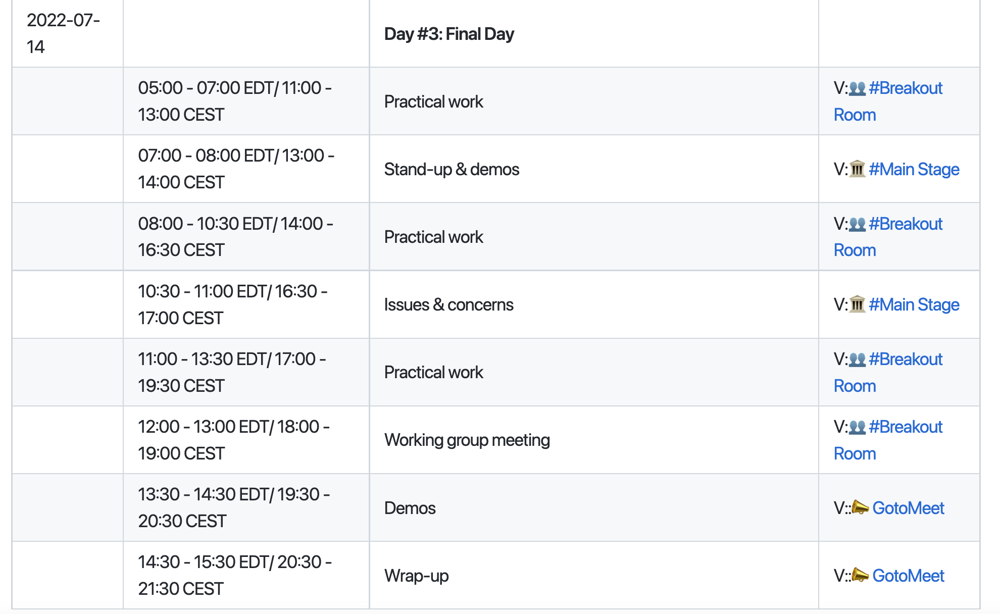 2022-07-
14
Day #3: Final Day
05:00 - 07:00 EDT/ 11:00 -
13:00 CEST
Practical work
V:👥 #Breakout
Room
07:00 - 08:00 EDT/ 13:00 -
14:00 CEST
Stand-up & demos
V:🏛 #Main Stage
08:00 - 10:30 EDT/ 14:00 -
16:30 CEST
Practical work
V:👥 #Breakout
Room
10:30 - 11:00 EDT/ 16:30 -
17:00 CEST
Issues & concerns
V:🏛 #Main Stage
11:00 - 13:30 EDT/ 17:00 -
19:30 CEST
Practical work
V:👥 #Breakout
Room
12:00 - 13:00 EDT/ 18:00 -
19:00 CEST
Working group meeting
V:👥 #Breakout
Room
13:30 - 14:30 EDT/ 19:30 -
20:30 CEST
Demos
V::📣 GotoMeet
14:30 - 15:30 EDT/ 20:30 -
21:30 CEST
Wrap-up
V::📣 GotoMeet